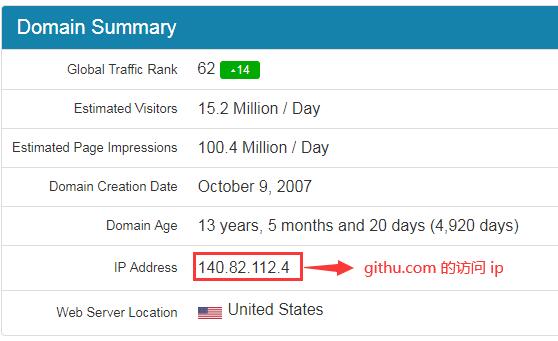 Domain Summary
Global Traffic Rank 62 14
Estimated Visitors 15.2 Million / Day
Estimated Page Impressions 100.4 Million / Day
Domain Creation Date October 9, 2007
Domain Age 13 years, 5 months and 20 days (4,920 days)
IP Address 140.82.112.4 githu.com 的访问 ip
Web Server Location United States